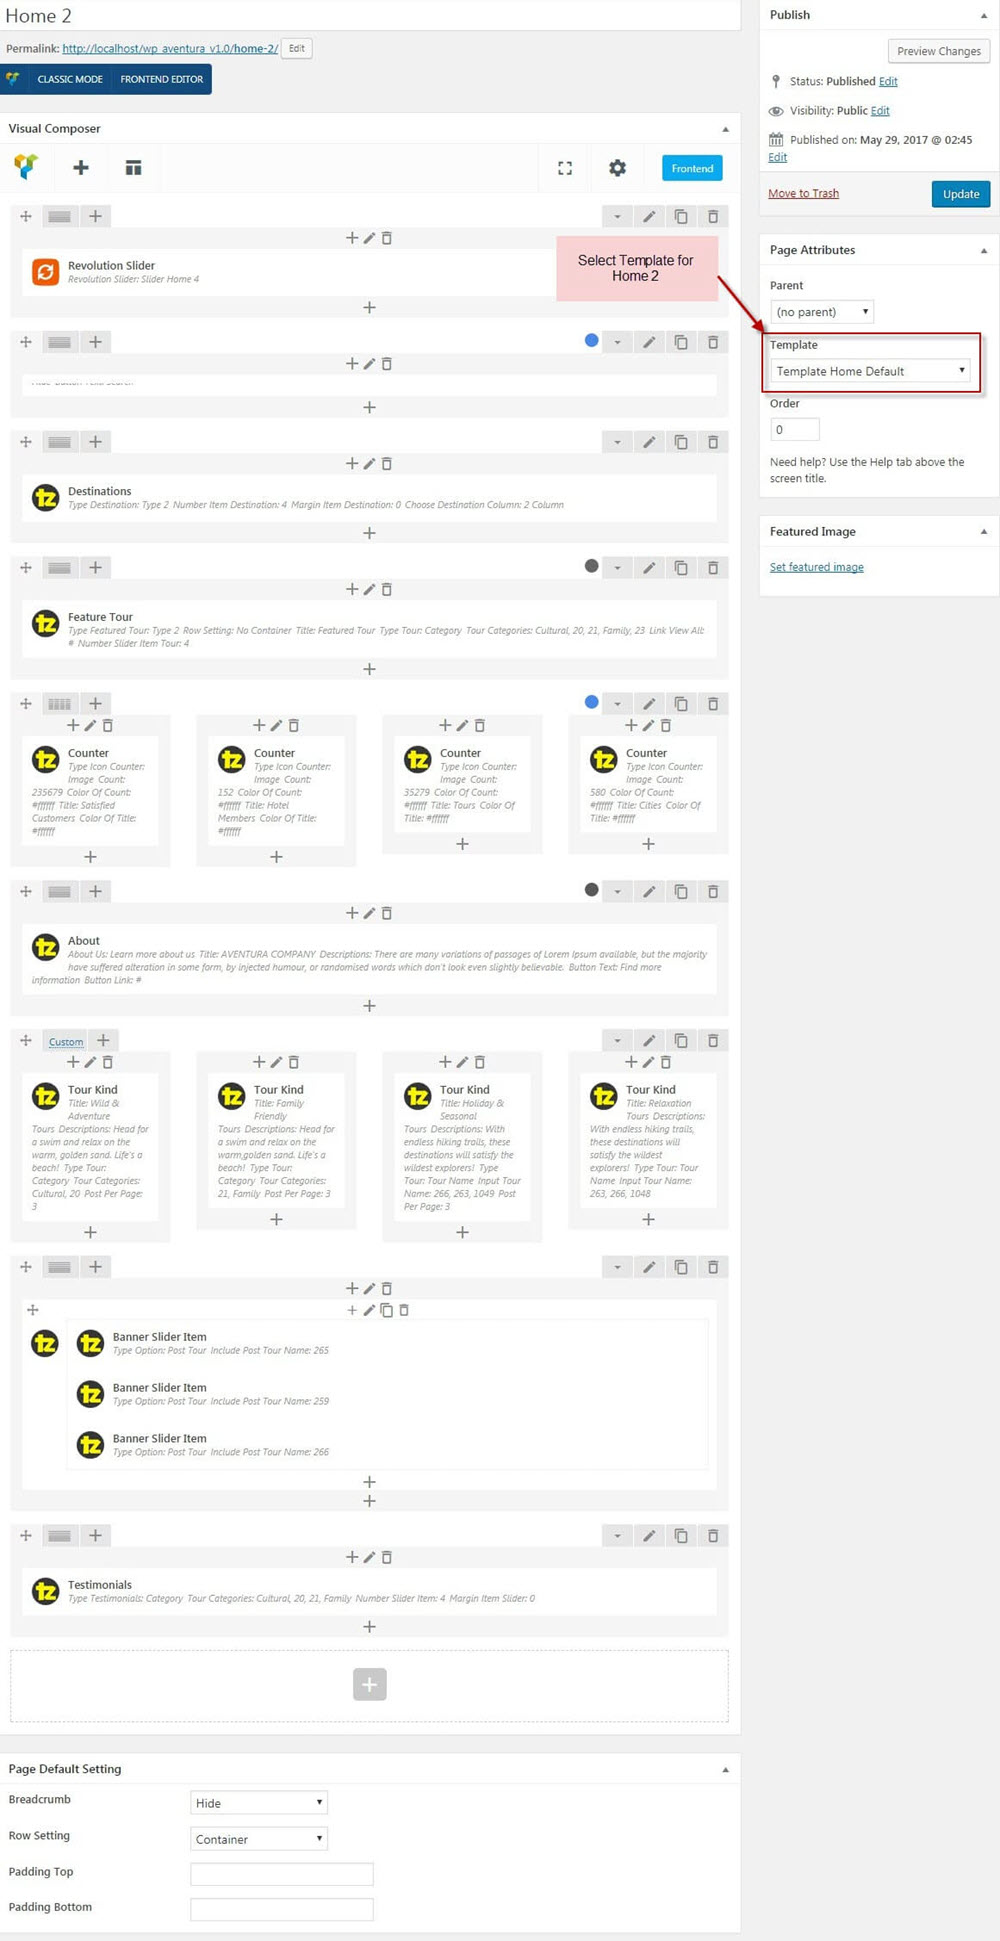 Home 2
Permalink: http://localhost/wp_aventura_v1.0/home-2/ Edit
CLASSIC MODE FRONTEND EDITOR
Visual Composer
Frontend
Revolution Slider
Revolution Slider: Slider Home 4
Destinations
Type Destination: Type 2 Number Item Destination: 4 Margin Item Destination: 0 Choose Destination Column: 2 Column
Feature Tour
Type Featured Tour: Type 2 Row Setting: No Container Title: Featured Tour Type Tour: Category Tour Categories: Cultural, 20, 21, Family, 23 Link View All:
# Number Slider Item Tour: 4
Counter
Type Icon Counter:
Image Count:
235679 Color Of Count:
#ffffff Title: Satisfied
Customers Color Of Title:
#ffffff
Counter
Type Icon Counter:
Image Count:
152 Color Of Count:
#ffffff Title: Hotel
Members Color Of Title:
#ffffff
Counter
Type Icon Counter:
Image Count:
35279 Color Of Count:
#ffffff Title: Tours Color Of
Title: #ffffff
Counter
Type Icon Counter:
Image Count:
580 Color Of Count:
#ffffff Title: Cities Color Of
Title: #ffffff
About
About Us: Learn more about us Title: AVENTURA COMPANY Descriptions: There are many variations of passages of Lorem Ipsum available, but the majority
have suffered alteration in some form, by injected humour, or randomised words which don't look even slightly believable. Button Text: Find more
information Button Link: #
Custom
Tour Kind
Title: Wild &
Adventure
Tours Descriptions: Head for
a swim and relax on the
warm, golden sand. Life's a
beach! Type Tour:
Category Tour Categories:
Cultural, 20 Post Per Page:
3
Tour Kind
Title: Family
Friendly
Tours Descriptions: Head for
a swim and relax on the
warm,golden sand. Life's a
beach! Type Tour:
Category Tour Categories:
21, Family Post Per Page: 3
Tour Kind
Title: Holiday &
Seasonal
Tours Descriptions: With
endless hiking trails, these
destinations will satisfy the
wildest explorers! Type
Tour: Tour Name Input Tour
Name: 266, 263, 1049 Post
Per Page: 3
Tour Kind
Title: Relaxation
Tours Descriptions:
With endless hiking trails,
these destinations will
satisfy the wildest
explorers! Type Tour: Tour
Name Input Tour Name:
263, 266, 1048
tz
Banner Slider Item
Type Option: Post Tour Include Post Tour Name: 265
Banner Slider Item
Type Option: Post Tour Include Post Tour Name: 259
Banner Slider Item
Type Option: Post Tour Include Post Tour Name: 266
Testimonials
Type Testimonials: Category Tour Categories: Cultural, 20, 21, Family Number Slider Item: 4 Margin Item Slider: 0
Page Default Setting
Breadcrumb Hide
Row Setting Container
Padding Top
Padding Bottom
Publish
Preview Changes
Status: Published Edit
Visibility: Public Edit
Published on: May 29, 2017 @ 02:45
Edit
Move to Trash Update
Select Template for
Home 2
Page Attributes
Parent
(no parent)
Template
Template Home Default
Order
0
Need help? Use the Help tab above the
screen title.
Featured Image
Set featured image